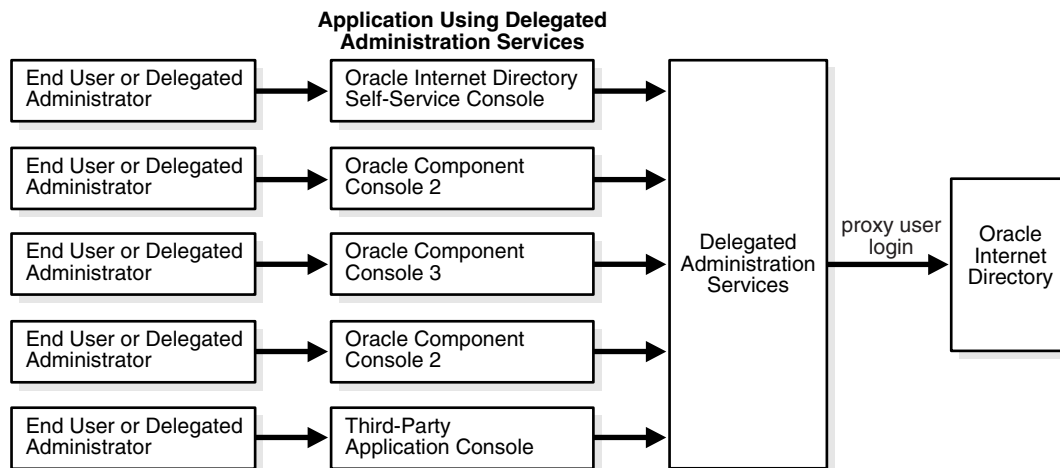 Application Using Delegated
Administration Services
End User or Delegated
Administrator
Oracle Internet Directory
Self-Service Console
End User or Delegated
Administrator
Oracle Component
Console 2
End User or Delegated
Administrator
Oracle Component
Console 3
End User or Delegated
Administrator
Oracle Component
Console 2
End User or Delegated
Administrator
Third-Party
Application Console
Delegated
Administration
Services
proxy user
login
Oracle
Internet
Directory